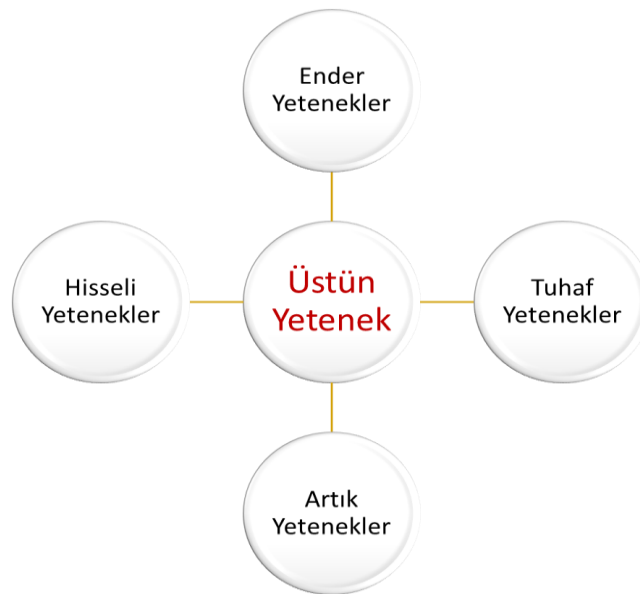 Ender
Yetenekler
Hisseli
Yetenekler
Üstün
Yetenek
Tuhaf
Yetenekler
Artık
Yetenekler